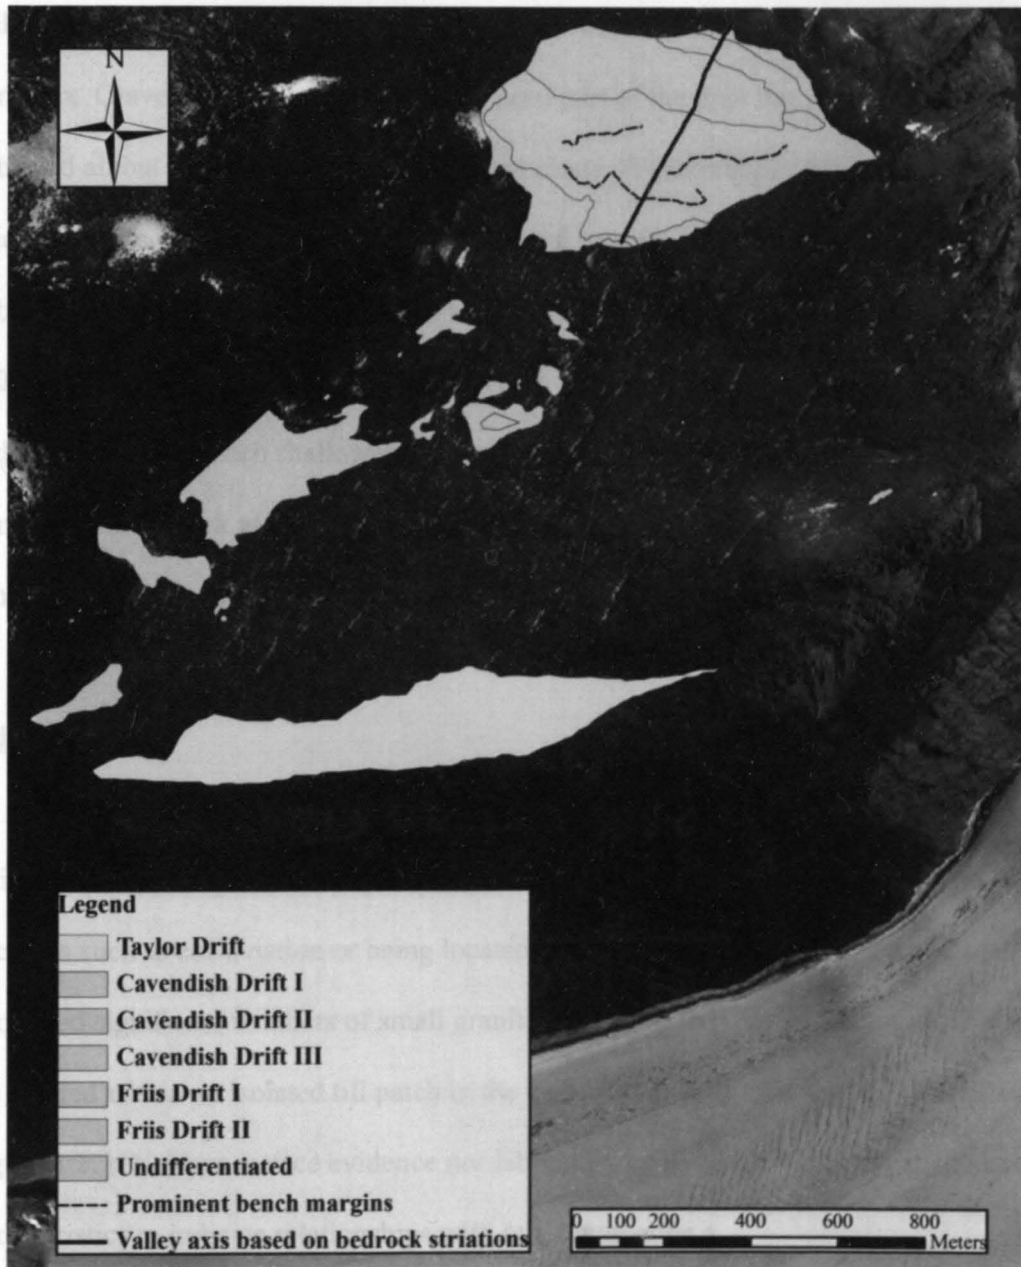 N
Legend
Taylor Drift
Cavendish Drift I
Cavendish Drift II
Cavendish Drift III
Friis Drift I
Friis Drift II
Undifferentiated
Prominent bench margins
Valley axis based on bedrock striations
0 100 200 400 600 800
Meters